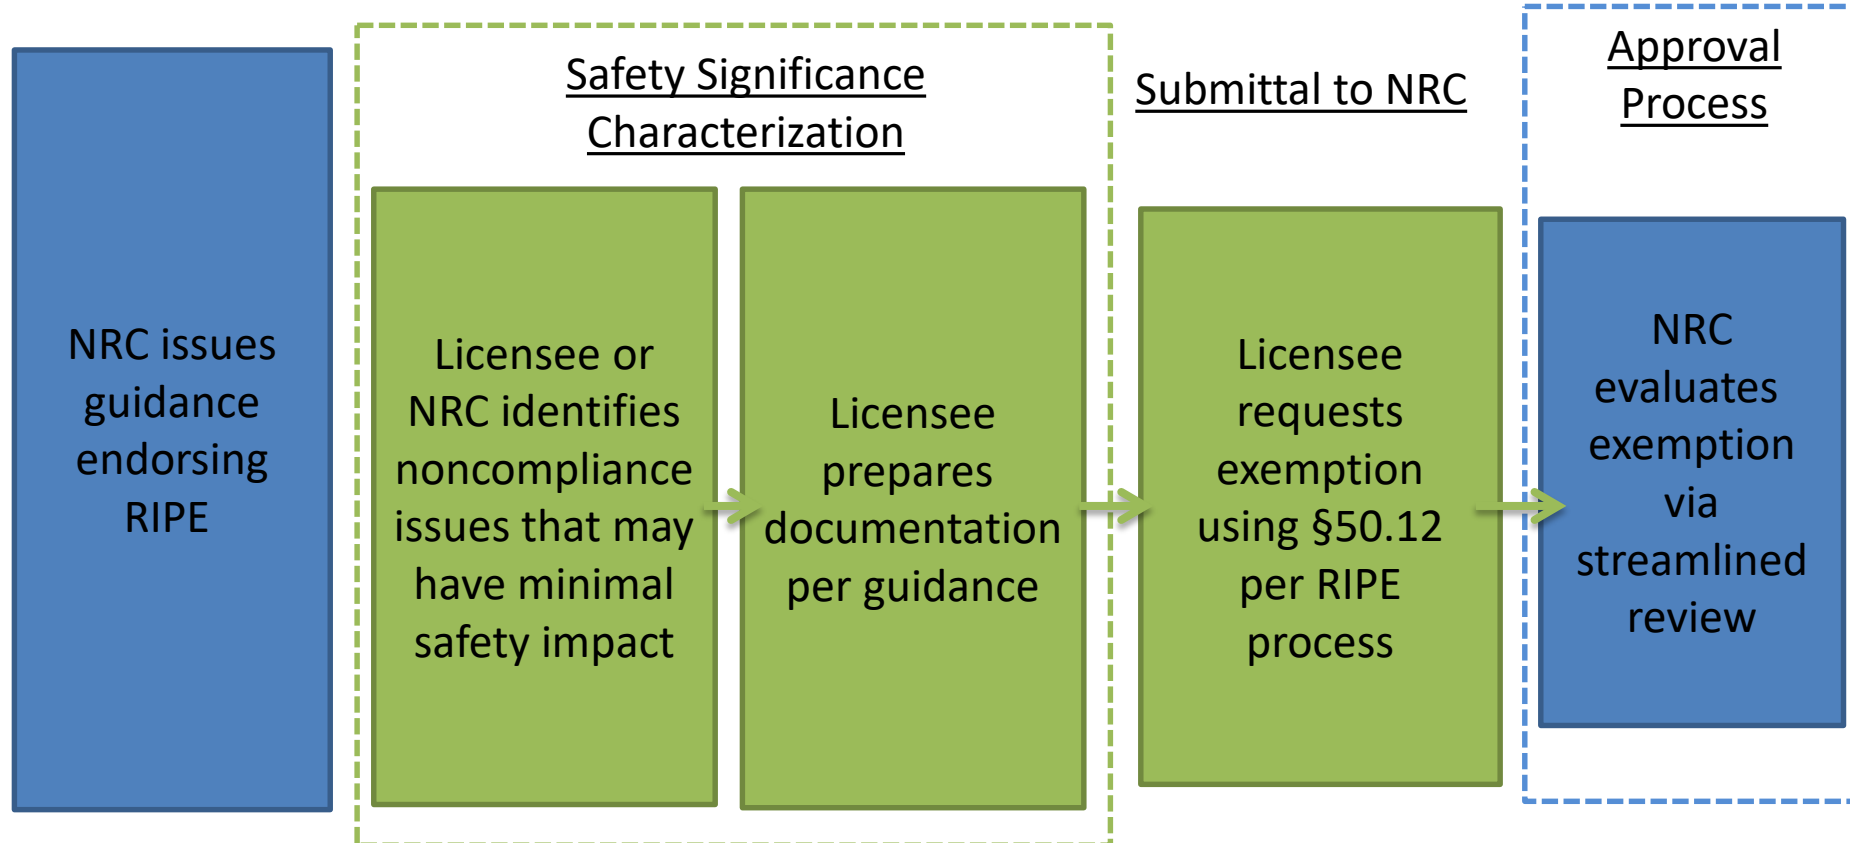 NRC issues
guidance
endorsing
RIPE
Safety Significance
Characterization
Licensee or
NRC identifies
noncompliance
issues that may
have minimal
safety impact
Licensee
prepares
documentation
per guidance
Submittal to NRC
Licensee
requests
exemption
using §50.12
per RIPE
process
Approval
Process
NRC
evaluates
exemption
via
streamlined
review